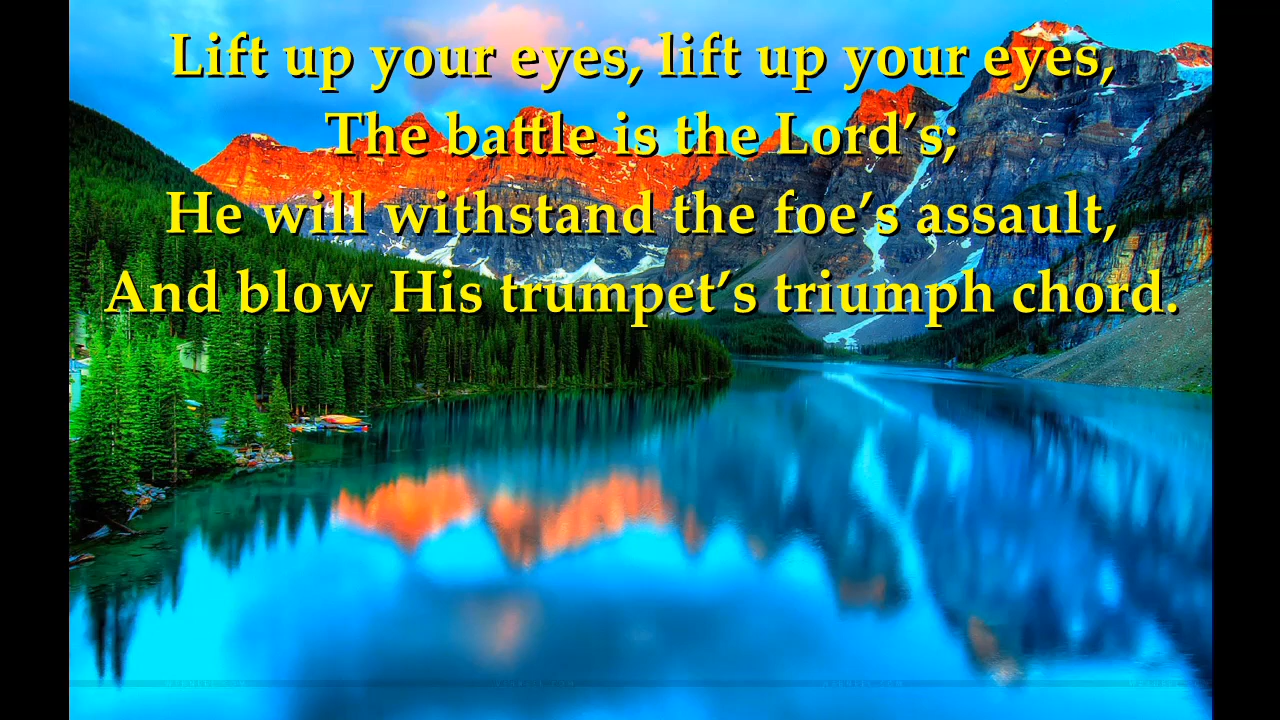 Lift up your eyes, lift up your eyes,
The battle is the Lord’s;
He will withstand the foe’s assault,
And blow His trumpet’s triumph chord.